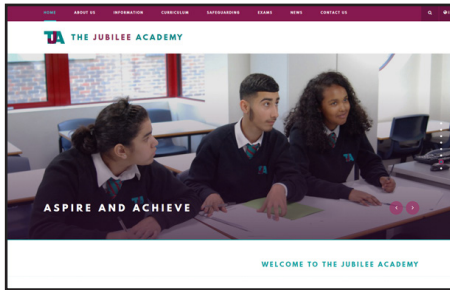 HOME ABOUT US INFORMATION CURRICULUM SAFEGUARDING EXAMS NEWS CONTACT US
TJA THE JUBILEE ACADEMY
ASPIRE AND ACHIEVE
WELCOME TO THE JUBILEE ACADEMY